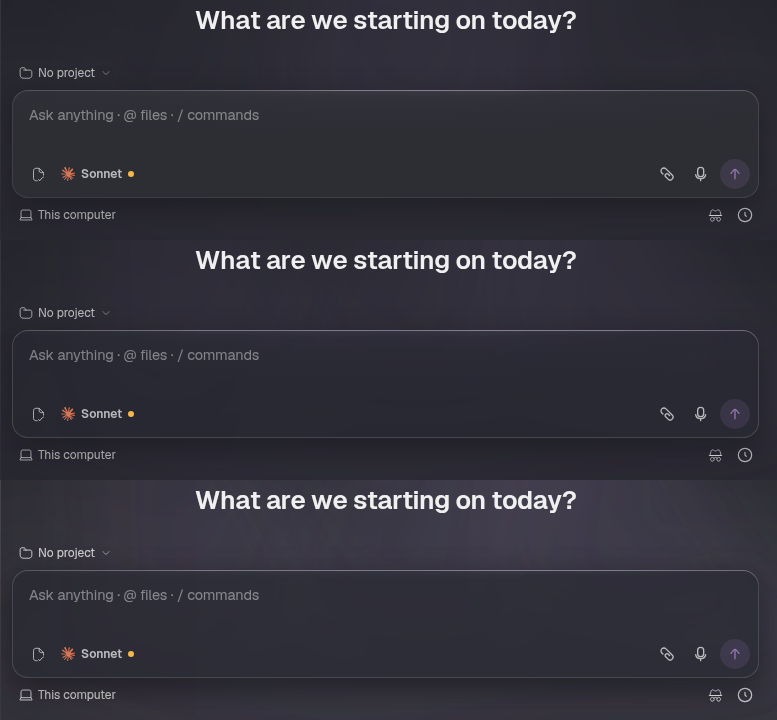 What are we starting on today?
No project
Ask anything · @ files · / commands
Sonnet
This computer
What are we starting on today?
No project
Ask anything · @ files · / commands
Sonnet
This computer
What are we starting on today?
No project
Ask anything · @ files · / commands
Sonnet
This computer